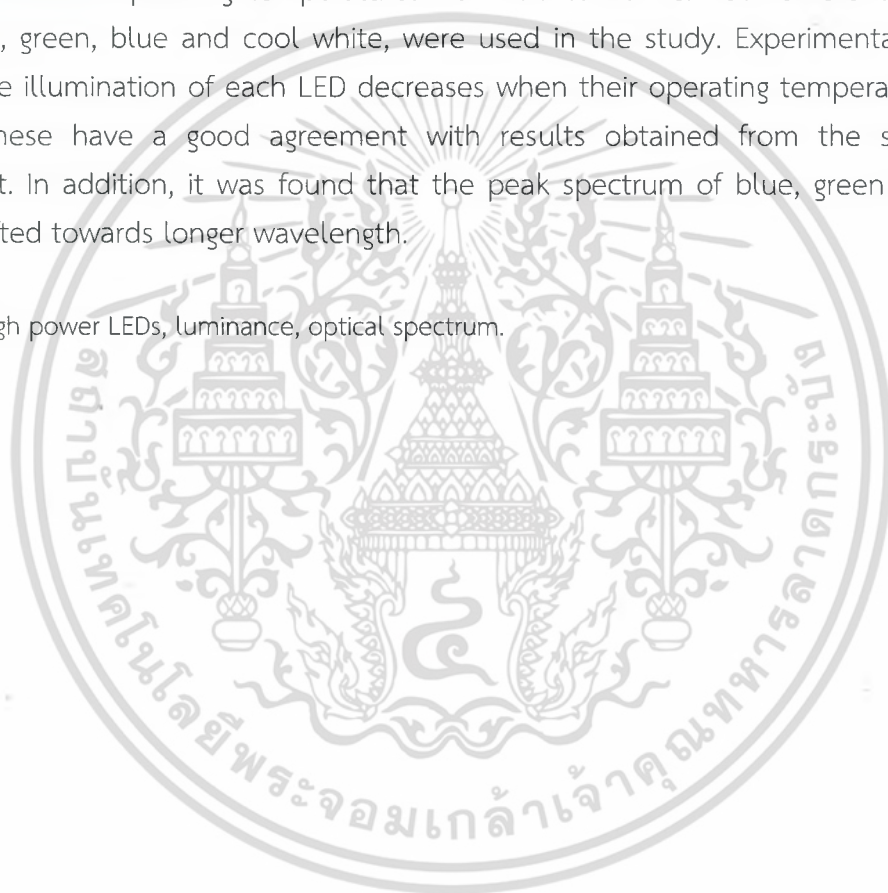 , green, blue and cool white, were used in the study. Experimenta
e illumination of each LED decreases when their operating tempera
hese have a good agreement with results obtained from the s
t. In addition, it was found that the peak spectrum of blue, green
ted towards longer wavelength.
gh power LEDs, luminance, optical spectrum.
สถาบันเทคโนโลยีพระจอมเกล้าเจ้าคุณทหารลาดกระบัง